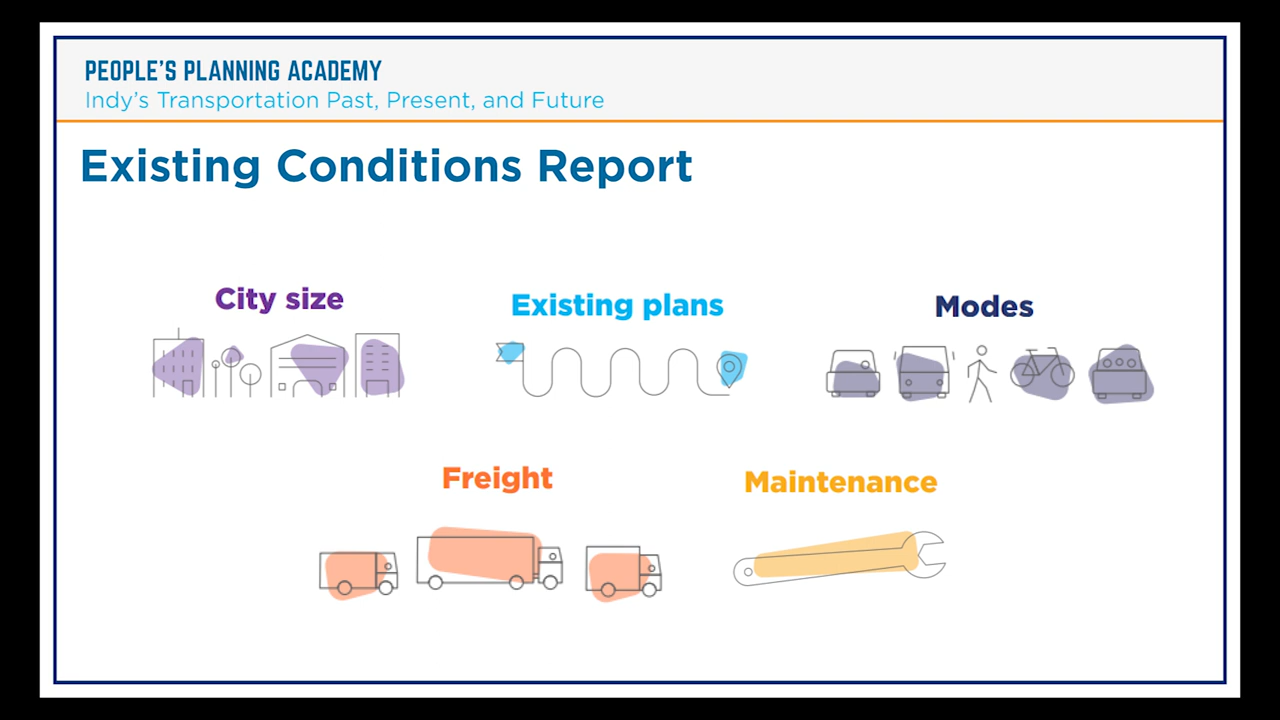 PEOPLE'S PLANNING ACADEMY
Indy's Transportation Past, Present, and Future
Existing Conditions Report
City size
Existing plans
Modes
Freight
Maintenance